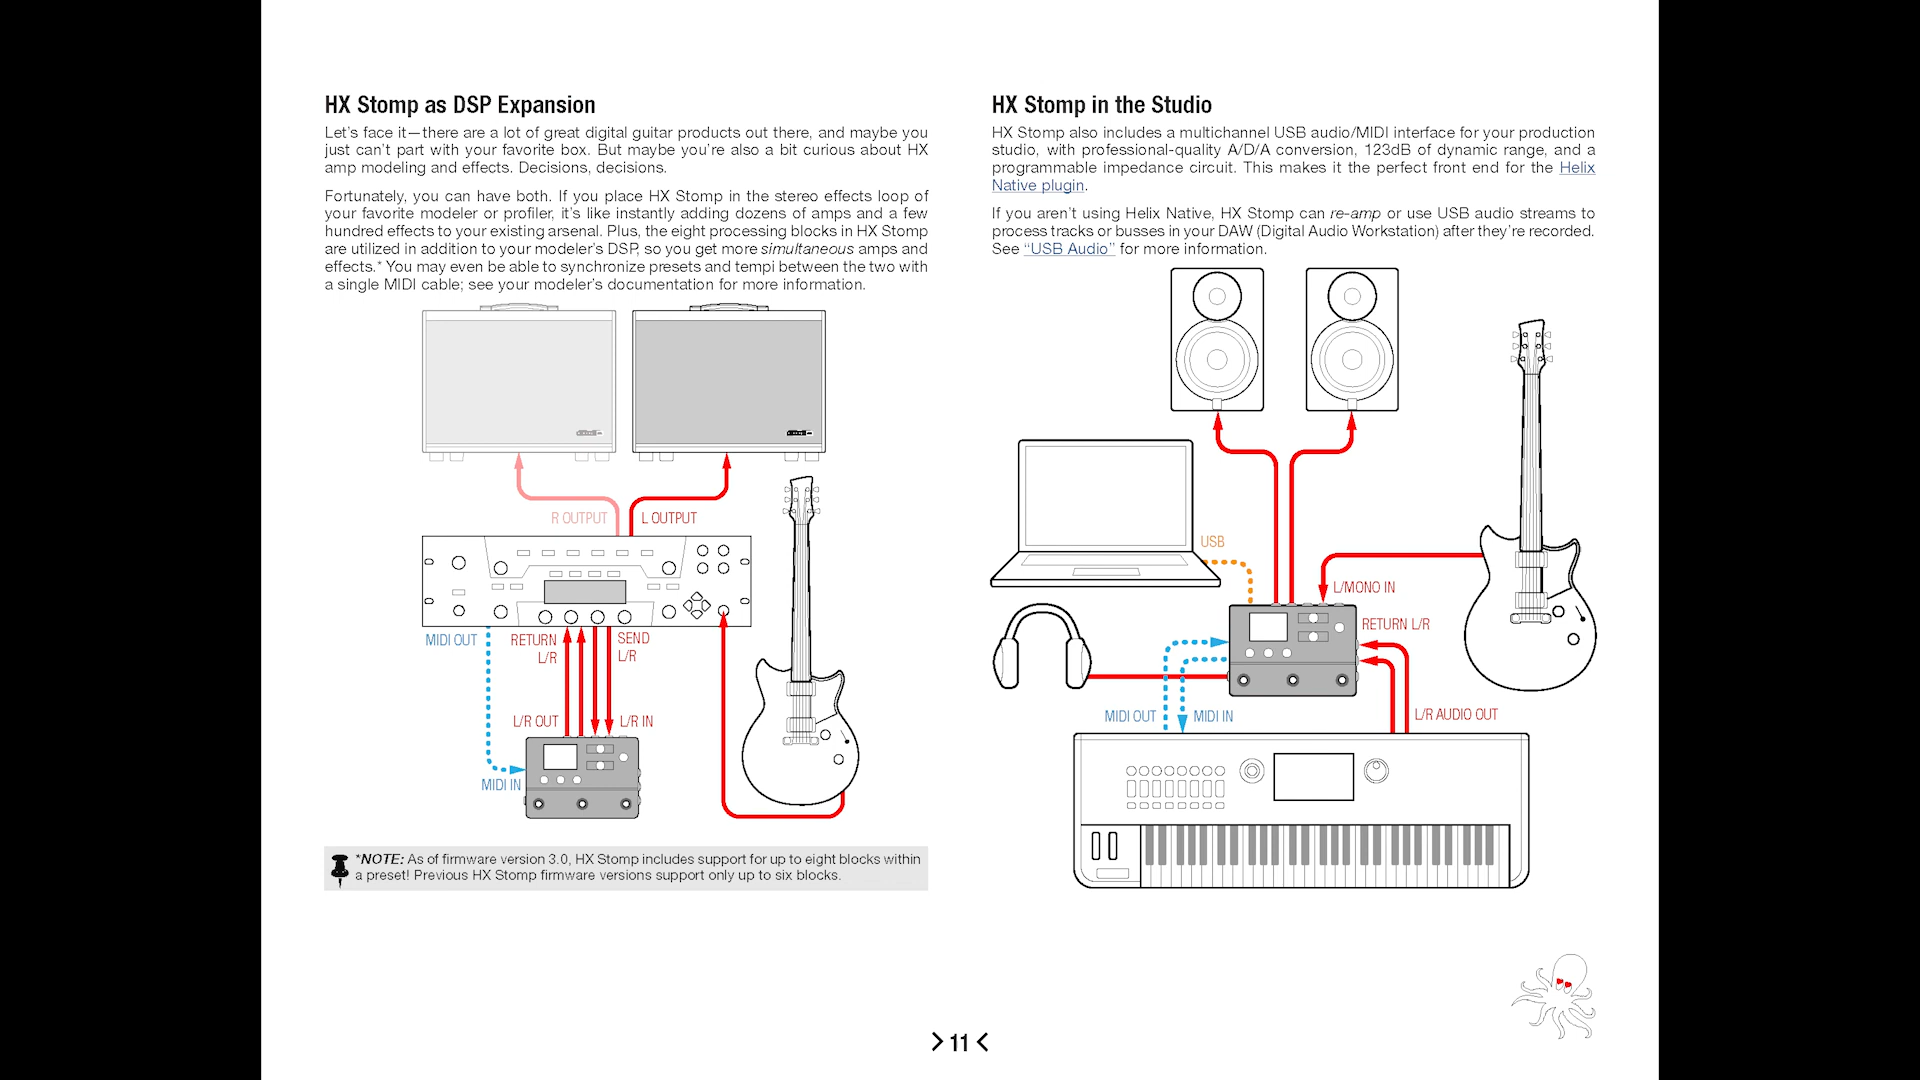 HX Stomp as DSP Expansion
Let's face it—there are a lot of great digital guitar products out there, and maybe you
just can't part with your favorite box. But maybe you're also a bit curious about HX
amp modeling and effects. Decisions, decisions.
Fortunately, you can have both. If you place HX Stomp in the stereo effects loop of
your favorite modeler or profiler, it's like instantly adding dozens of amps and a few
hundred effects to your existing arsenal. Plus, the eight processing blocks in HX Stomp
are utilized in addition to your modeler's DSP, so you get more simultaneous amps and
effects.* You may even be able to synchronize presets and tempi between the two with
a single MIDI cable; see your modeler's documentation for more information.
R OUTPUT
L OUTPUT
MIDI OUT
RETURN
L/R
SEND
L/R
L/R OUT
L/R IN
MIDI IN
*NOTE: As of firmware version 3.0, HX Stomp includes support for up to eight blocks within
a preset! Previous HX Stomp firmware versions support only up to six blocks.
HX Stomp in the Studio
HX Stomp also includes a multichannel USB audio/MIDI interface for your production
studio, with professional-quality A/D/A conversion, 123dB of dynamic range, and a
programmable impedance circuit. This makes it the perfect front end for the Helix
Native plugin.
If you aren't using Helix Native, HX Stomp can re-amp or use USB audio streams to
process tracks or busses in your DAW (Digital Audio Workstation) after they're recorded.
See "USB Audio" for more information.
USB
L/MONO IN
RETURN L/R
MIDI OUT
MIDI IN
L/R AUDIO OUT
> 11 <